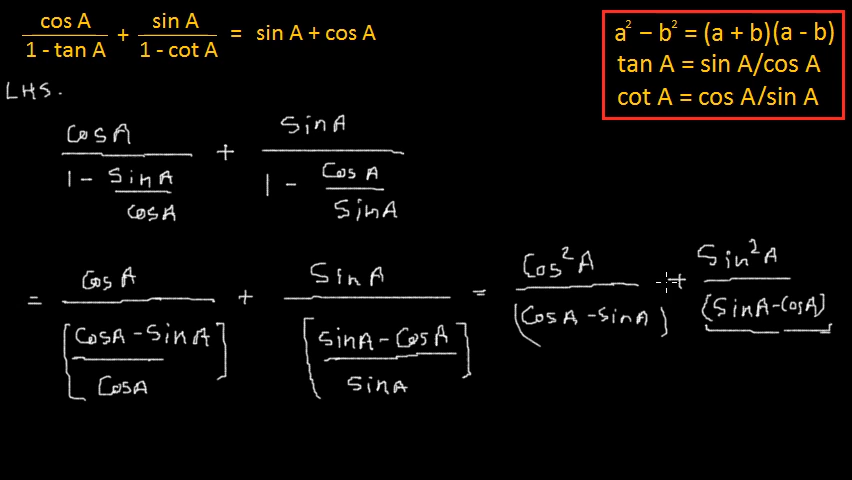 cos A / 1 - tan A + sin A / 1 - cot A = sin A + cos A
a² – b² = (a + b)(a - b)
tan A = sin A/cos A
cot A = cos A/sin A
LHS.
CosA / 1 - SinA/CosA + SinA / 1 - CosA/SinA
= CosA / [CosA - SinA / CosA] + SinA / [SinA - CosA / SinA] = Cos²A / (CosA - SinA) + Sin²A / (SinA - CosA)